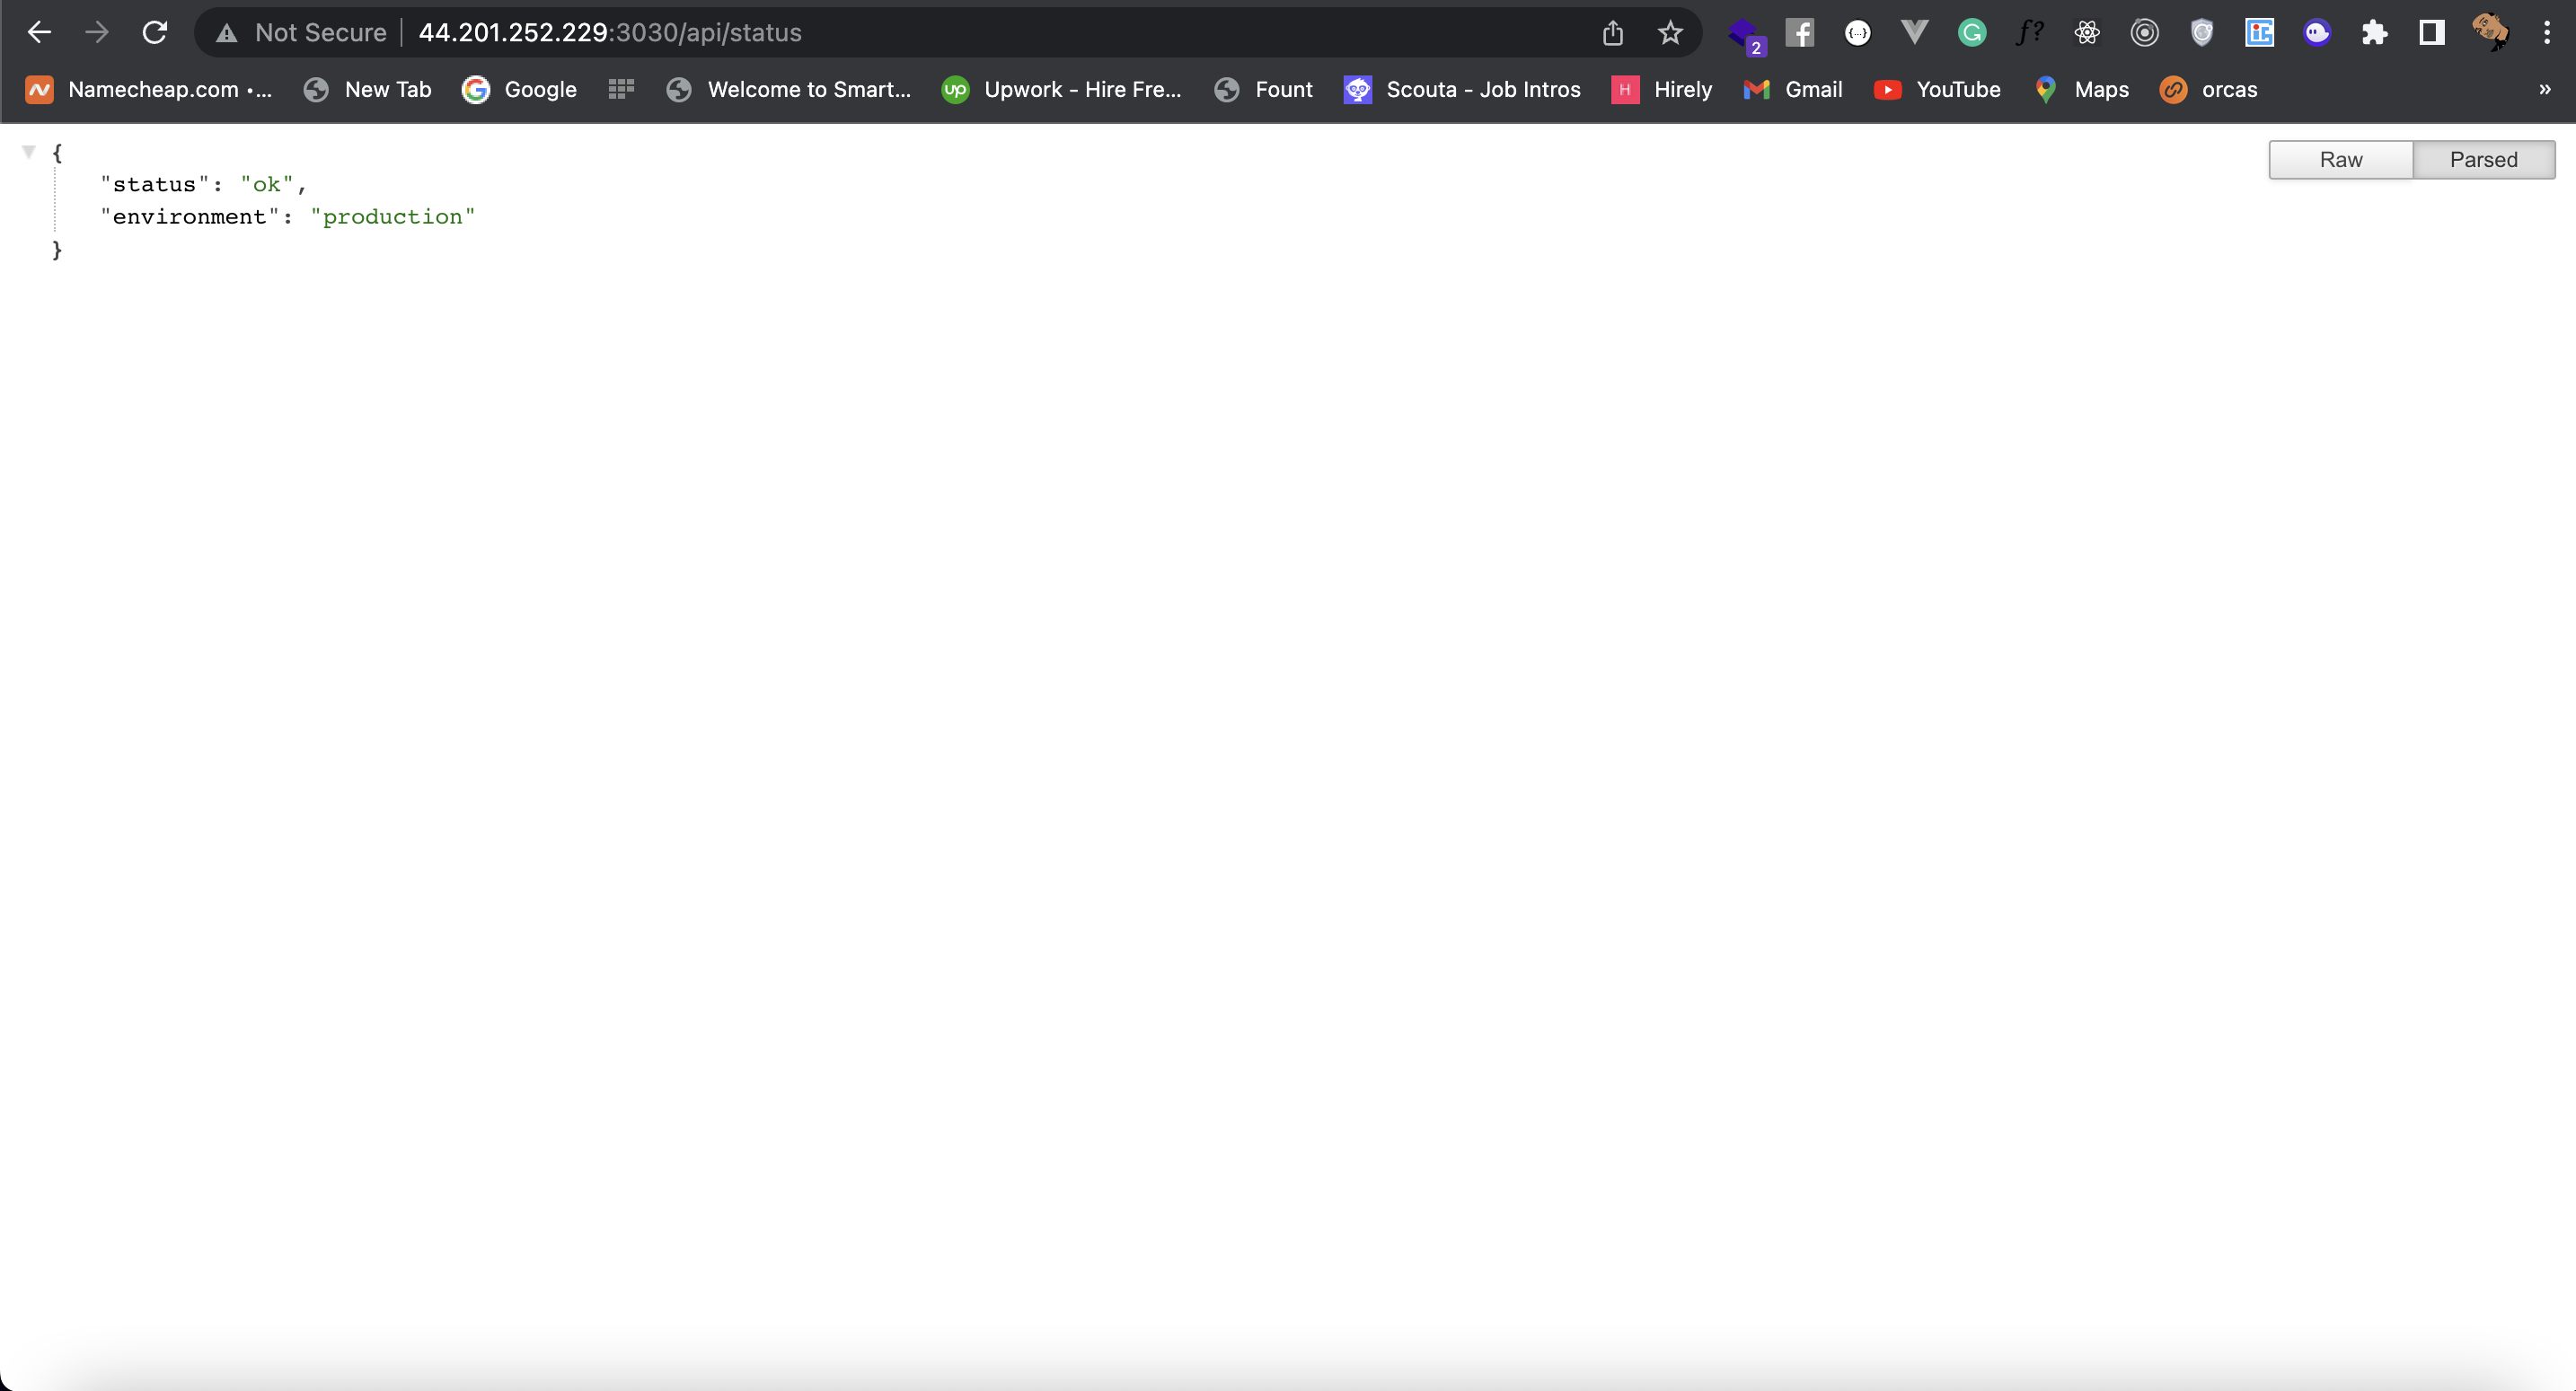 Not Secure 44.201.252.229:3030/api/status
2
Namecheap.com •... New Tab Google Welcome to Smart... up Upwork - Hire Fre... Fount Scouta - Job Intros H Hirely Gmail YouTube Maps orcas »
{
"status": "ok",
"environment": "production"
}
Raw Parsed